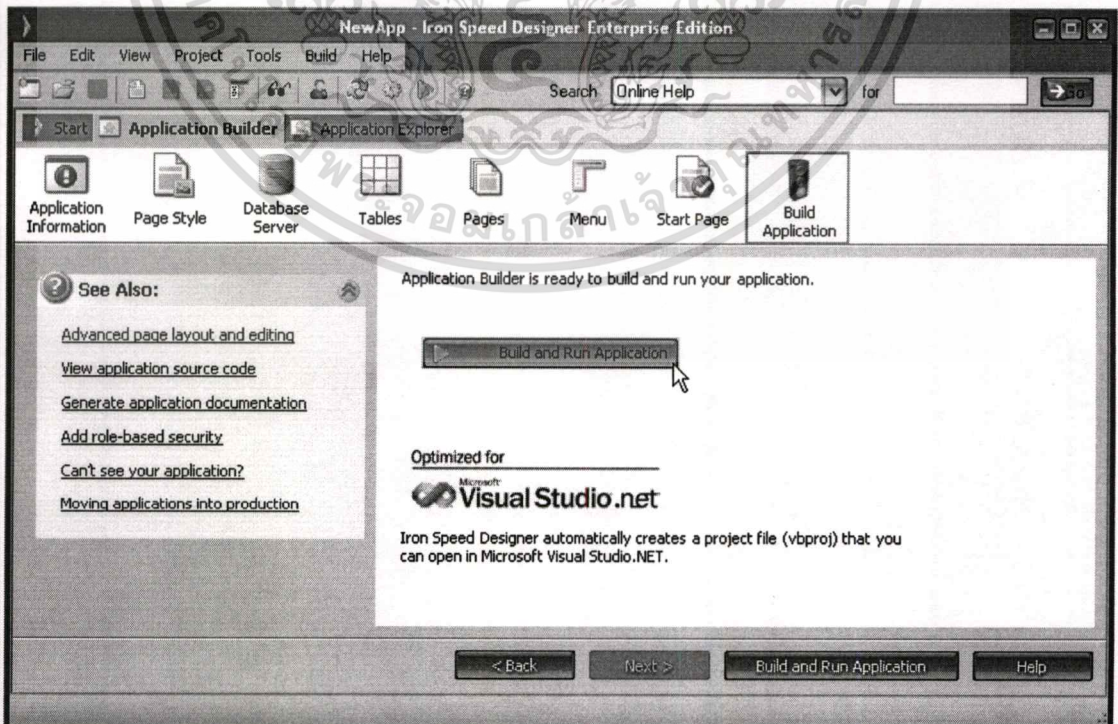 NewApp - Iron Speed Designer Enterprise Edition
File Edit View Project Tools Build Help
Search Online Help for Go
Start Application Builder Application Explorer
Application Information
Page Style
Database Server
Tables
Pages
Menu
Start Page
Build Application
See Also:
Advanced page layout and editing
View application source code
Generate application documentation
Add role-based security
Can't see your application?
Moving applications into production
Application Builder is ready to build and run your application.
Build and Run Application
Optimized for
Microsoft
Visual Studio.net
Iron Speed Designer automatically creates a project file (vbproj) that you
can open in Microsoft Visual Studio.NET.
< Back Next > Build and Run Application Help